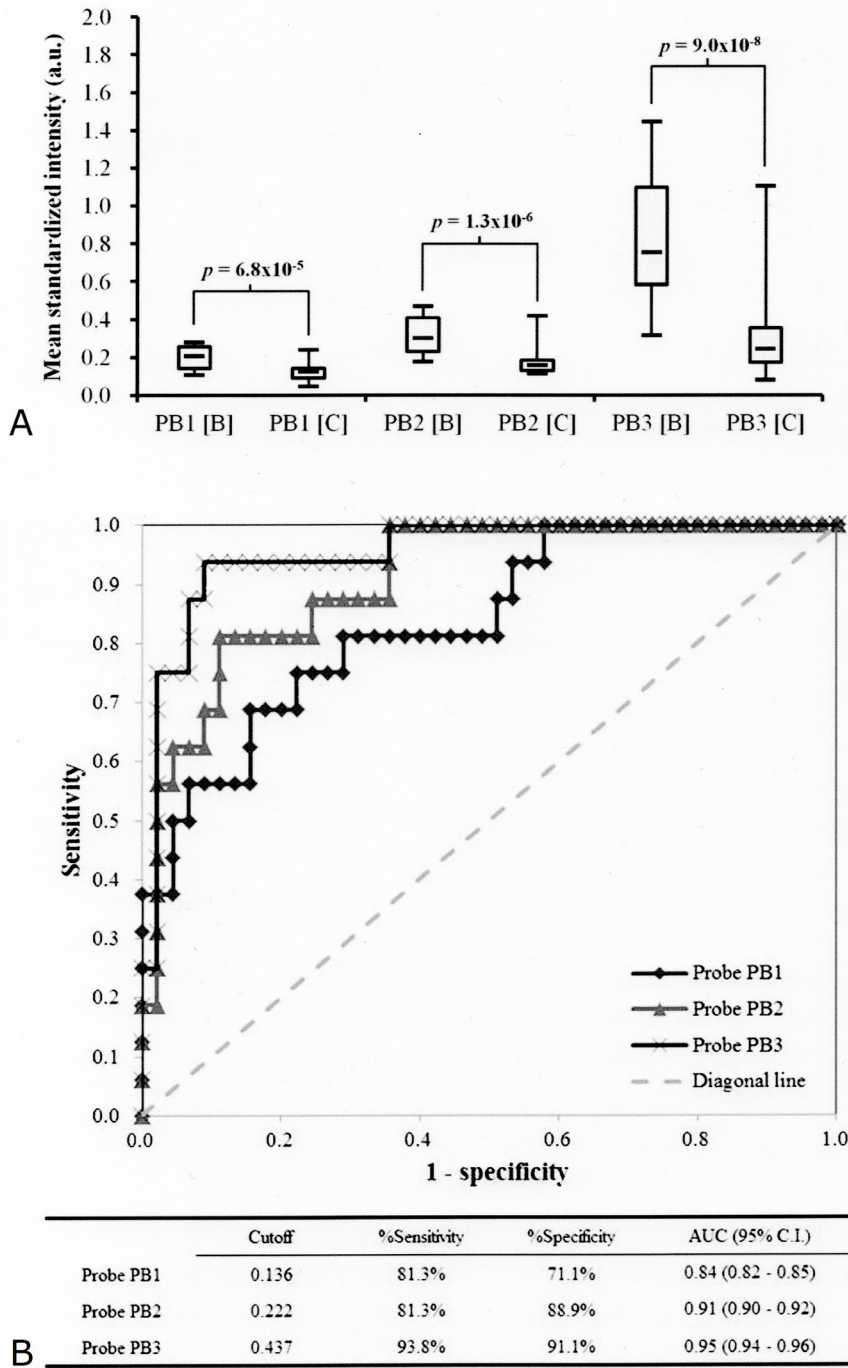 Mean standardized intensity (a.u.)
2.0
1.8
1.6
1.4
1.2
1.0
0.8
0.6
0.4
0.2
0.0
p = 6.8x10-5
p = 1.3x10-6
p = 9.0x10-8
PB1 [B] PB1 [C] PB2 [B] PB2 [C] PB3 [B] PB3 [C]
A
Sensitivity
1.0
0.9
0.8
0.7
0.6
0.5
0.4
0.3
0.2
0.1
0.0
Probe PB1
Probe PB2
Probe PB3
Diagonal line
0.0 0.2 0.4 0.6 0.8 1.0
1 - specificity
Cutoff %Sensitivity %Specificity AUC (95% C.I.)
Probe PB1 0.136 81.3% 71.1% 0.84 (0.82 - 0.85)
Probe PB2 0.222 81.3% 88.9% 0.91 (0.90 - 0.92)
Probe PB3 0.437 93.8% 91.1% 0.95 (0.94 - 0.96)
B